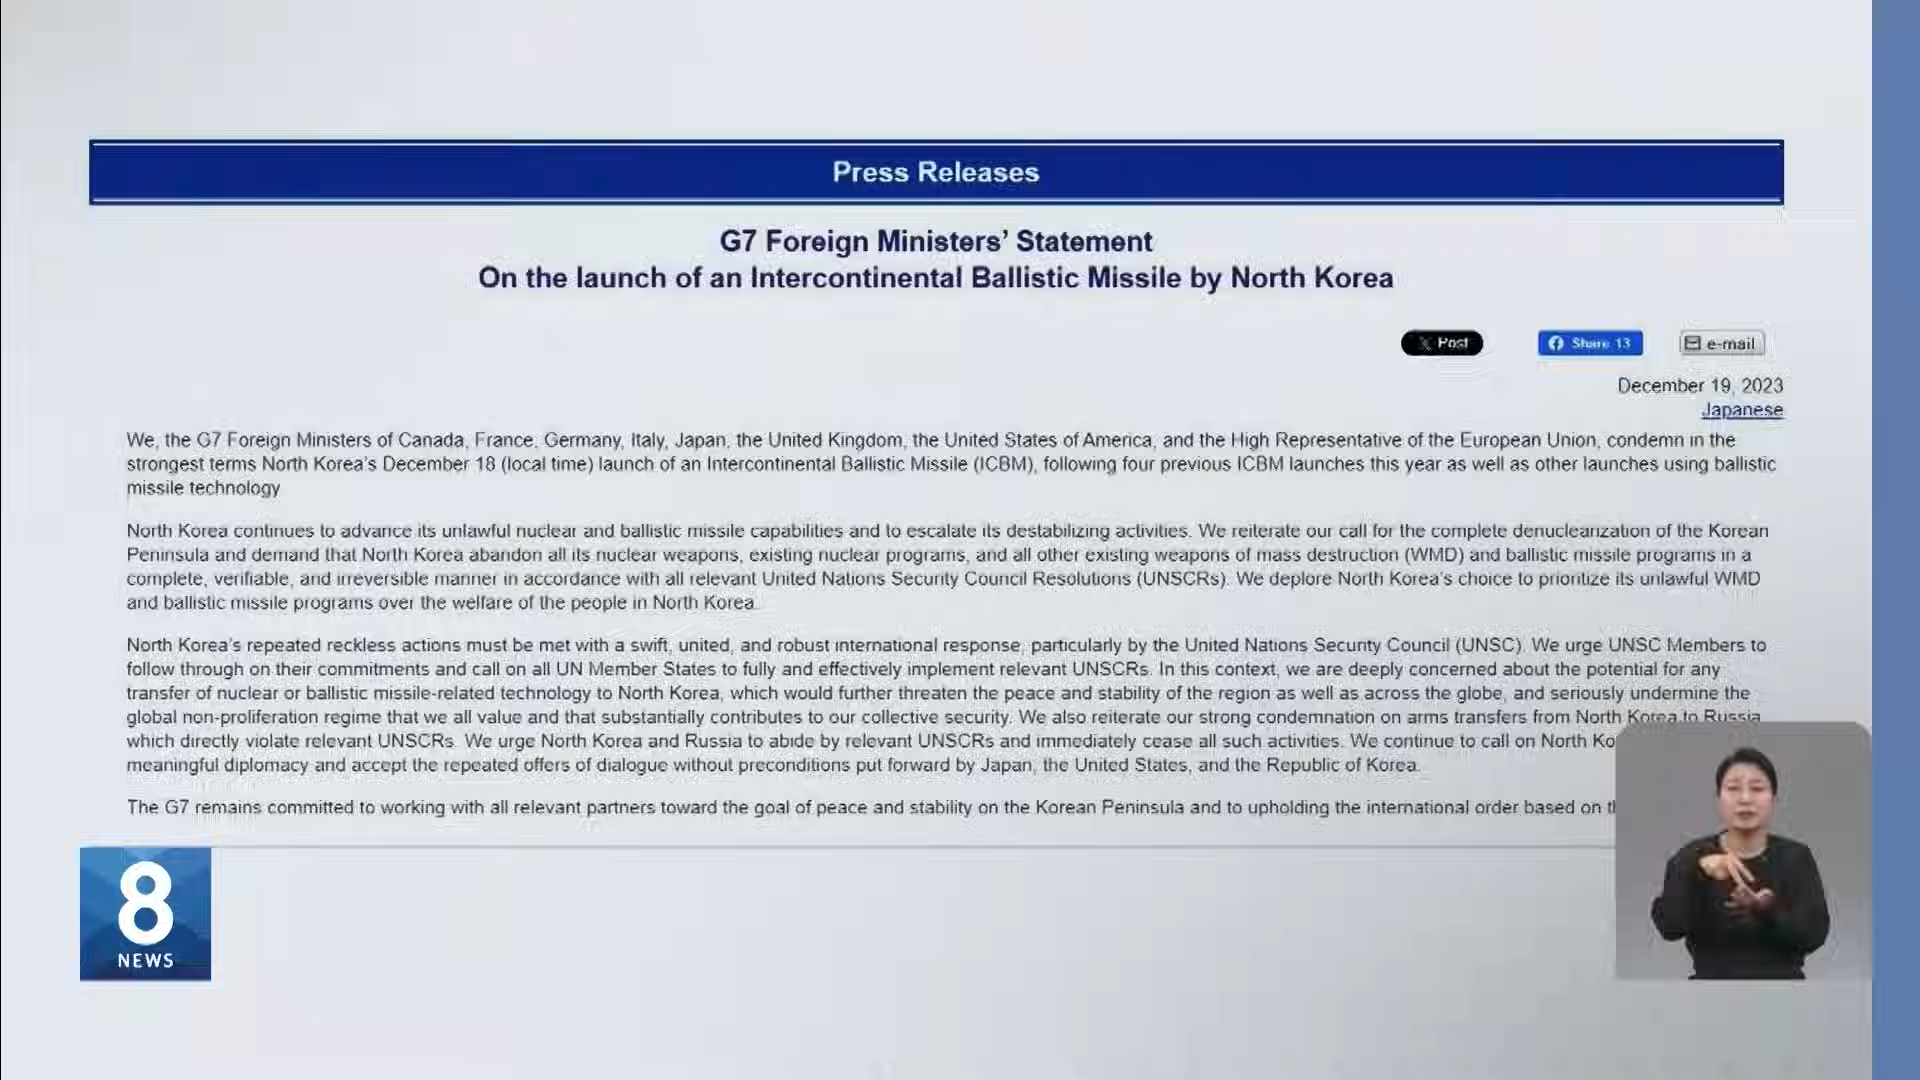 Press Releases
G7 Foreign Ministers’ Statement
On the launch of an Intercontinental Ballistic Missile by North Korea
X Post
Share 13
e-mail
December 19, 2023
Japanese
We, the G7 Foreign Ministers of Canada, France, Germany, Italy, Japan, the United Kingdom, the United States of America, and the High Representative of the European Union, condemn in the
strongest terms North Korea’s December 18 (local time) launch of an Intercontinental Ballistic Missile (ICBM), following four previous ICBM launches this year as well as other launches using ballistic
missile technology
North Korea continues to advance its unlawful nuclear and ballistic missile capabilities and to escalate its destabilizing activities. We reiterate our call for the complete denuclearization of the Korean
Peninsula and demand that North Korea abandon all its nuclear weapons, existing nuclear programs, and all other existing weapons of mass destruction (WMD) and ballistic missile programs in a
complete, verifiable, and irreversible manner in accordance with all relevant United Nations Security Council Resolutions (UNSCRs). We deplore North Korea’s choice to prioritize its unlawful WMD
and ballistic missile programs over the welfare of the people in North Korea.
North Korea’s repeated reckless actions must be met with a swift, united, and robust international response, particularly by the United Nations Security Council (UNSC). We urge UNSC Members to
follow through on their commitments and call on all UN Member States to fully and effectively implement relevant UNSCRs. In this context, we are deeply concerned about the potential for any
transfer of nuclear or ballistic missile-related technology to North Korea, which would further threaten the peace and stability of the region as well as across the globe, and seriously undermine the
global non-proliferation regime that we all value and that substantially contributes to our collective security. We also reiterate our strong condemnation on arms transfers from North Korea to Russia
which directly violate relevant UNSCRs. We urge North Korea and Russia to abide by relevant UNSCRs and immediately cease all such activities. We continue to call on North Ko
meaningful diplomacy and accept the repeated offers of dialogue without preconditions put forward by Japan, the United States, and the Republic of Korea.
The G7 remains committed to working with all relevant partners toward the goal of peace and stability on the Korean Peninsula and to upholding the international order based on
8
NEWS